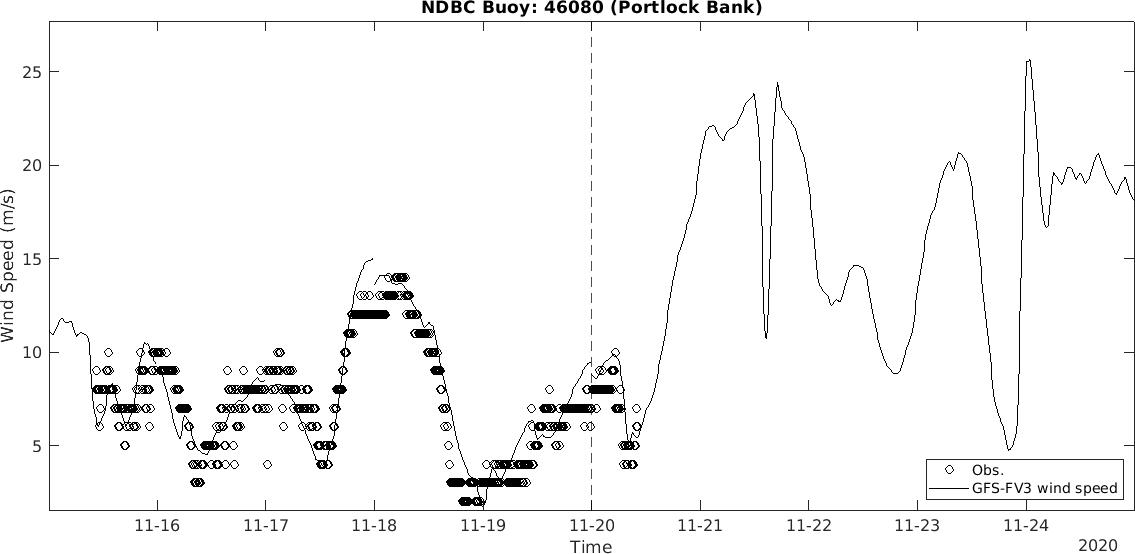 NDBC Buoy: 46080 (Portlock Bank)
Wind Speed (m/s)
25
20
15
10
5
Obs.
GFS-FV3 wind speed
11-16 11-17 11-18 11-19 11-20 11-21 11-22 11-23 11-24
Time
2020